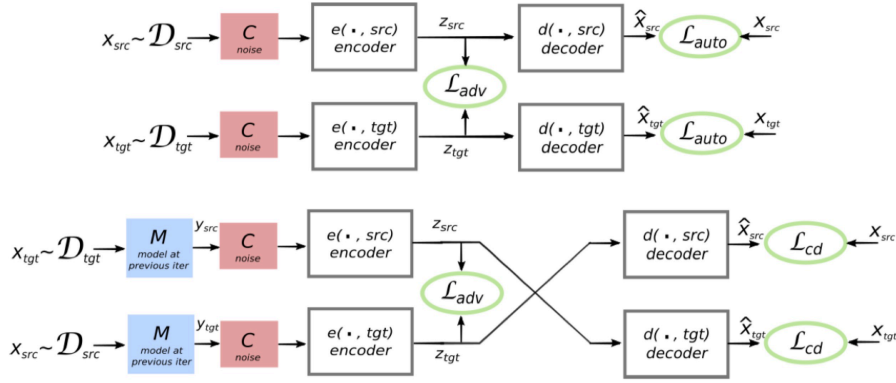 x_src ~ D_src
C
noise
e(·, src)
encoder
z_src
d(·, src)
decoder
x̂_src
L_auto
x_src
L_adv
x_tgt ~ D_tgt
C
noise
e(·, tgt)
encoder
z_tgt
d(·, tgt)
decoder
x̂_tgt
L_auto
x_tgt
x_tgt ~ D_tgt
M
model at
previous iter
y_src
C
noise
e(·, src)
encoder
z_src
d(·, src)
decoder
x̂_src
L_cd
x_src
L_adv
x_src ~ D_src
M
model at
previous iter
y_tgt
C
noise
e(·, tgt)
encoder
z_tgt
d(·, tgt)
decoder
x̂_tgt
L_cd
x_tgt